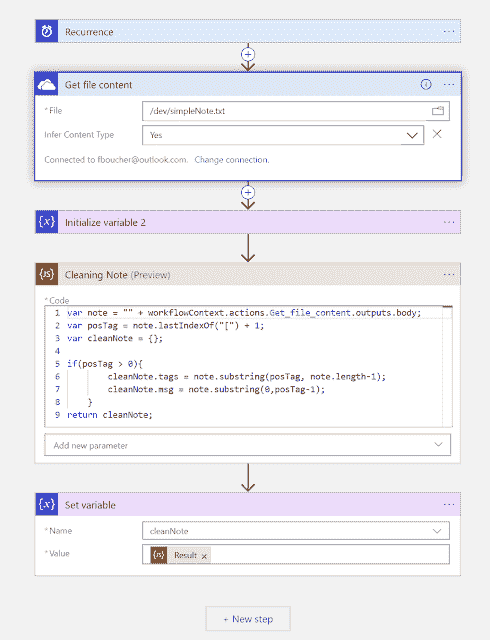 Recurrence
Get file content
* File
/dev/simpleNote.txt
Infer Content Type
Yes
Connected to fboucher@outlook.com. Change connection.
{x} Initialize variable 2
{JS} Cleaning Note (Preview)
* Code
1 var note = "" + workflowContext.actions.Get_file_content.outputs.body;
2 var posTag = note.lastIndexOf("[") + 1;
3 var cleanNote = {};
4
5 if(posTag > 0){
6 cleanNote.tags = note.substring(posTag, note.length-1);
7 cleanNote.msg = note.substring(0,posTag-1);
8 }
9 return cleanNote;
Add new parameter
{x} Set variable
* Name
cleanNote
* Value
{JS} Result ×
+ New step